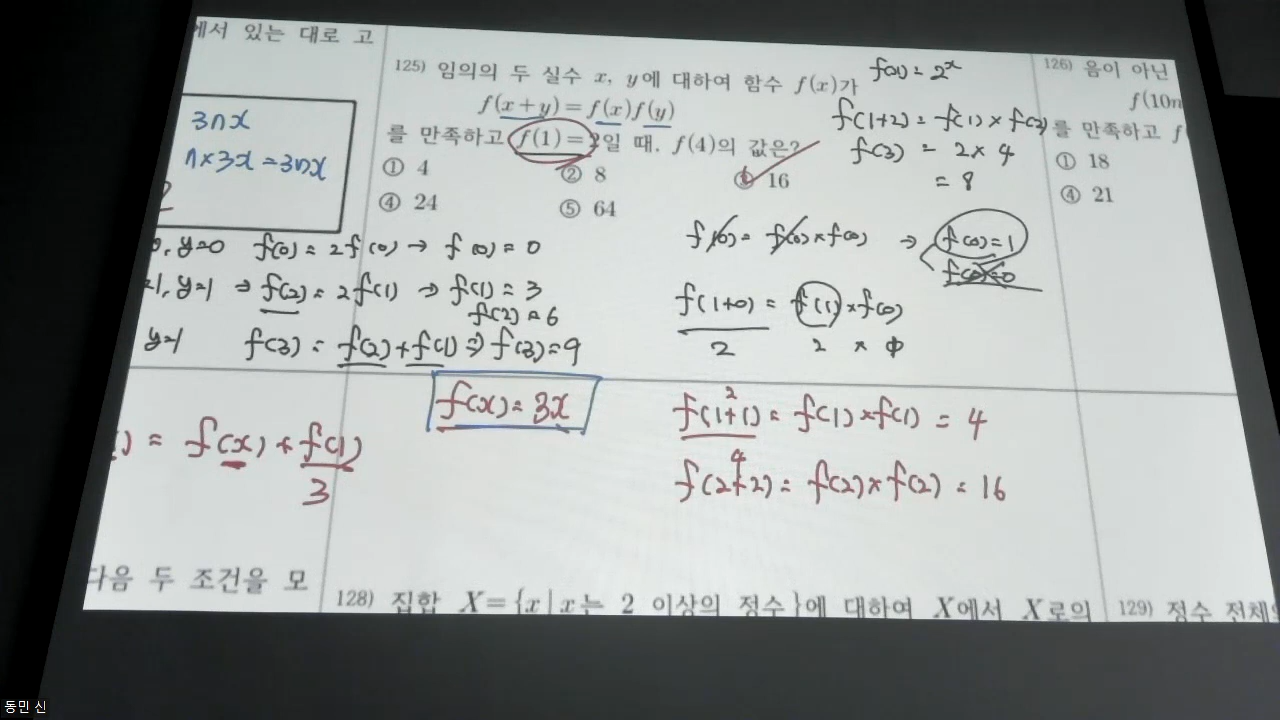 에서 있는 대로 고
3nx
n×3x=3nx
125) 임의의 두 실수 x, y에 대하여 함수 f(x)가
f(x+y)=f(x)f(y)
를 만족하고 f(1)=2일 때, f(4)의 값은?
① 4
② 8
③ 16
④ 24
⑤ 64
f(x)=2^x
f(1+2)=f(1)×f(2)
f(3) = 2×4
= 8
126) 음이 아닌
f(10n
를 만족하고 f
① 18
④ 21
, y=0 f(0)=2f(0)→ f(0)=0
=1, y=1 ⇒ f(2)=2f(1) → f(1)=3
f(2)=6
y=1 f(3)=f(2)+f(1)⇒f(3)=9
f(0)=f(0)×f(0) ⇒ f(0)=1
f(0)=0
f(1+0) = f(1)×f(0)
2 2 × 1
f(x)=3x
) = f(x)+f(1)
3
2
f(1+1)=f(1)×f(1)=4
4
f(2+2)=f(2)×f(2)=16
다음 두 조건을 모
128) 집합 X={x|x는 2 이상의 정수}에 대하여 X에서 X로의
129) 정수 전체
동민 신